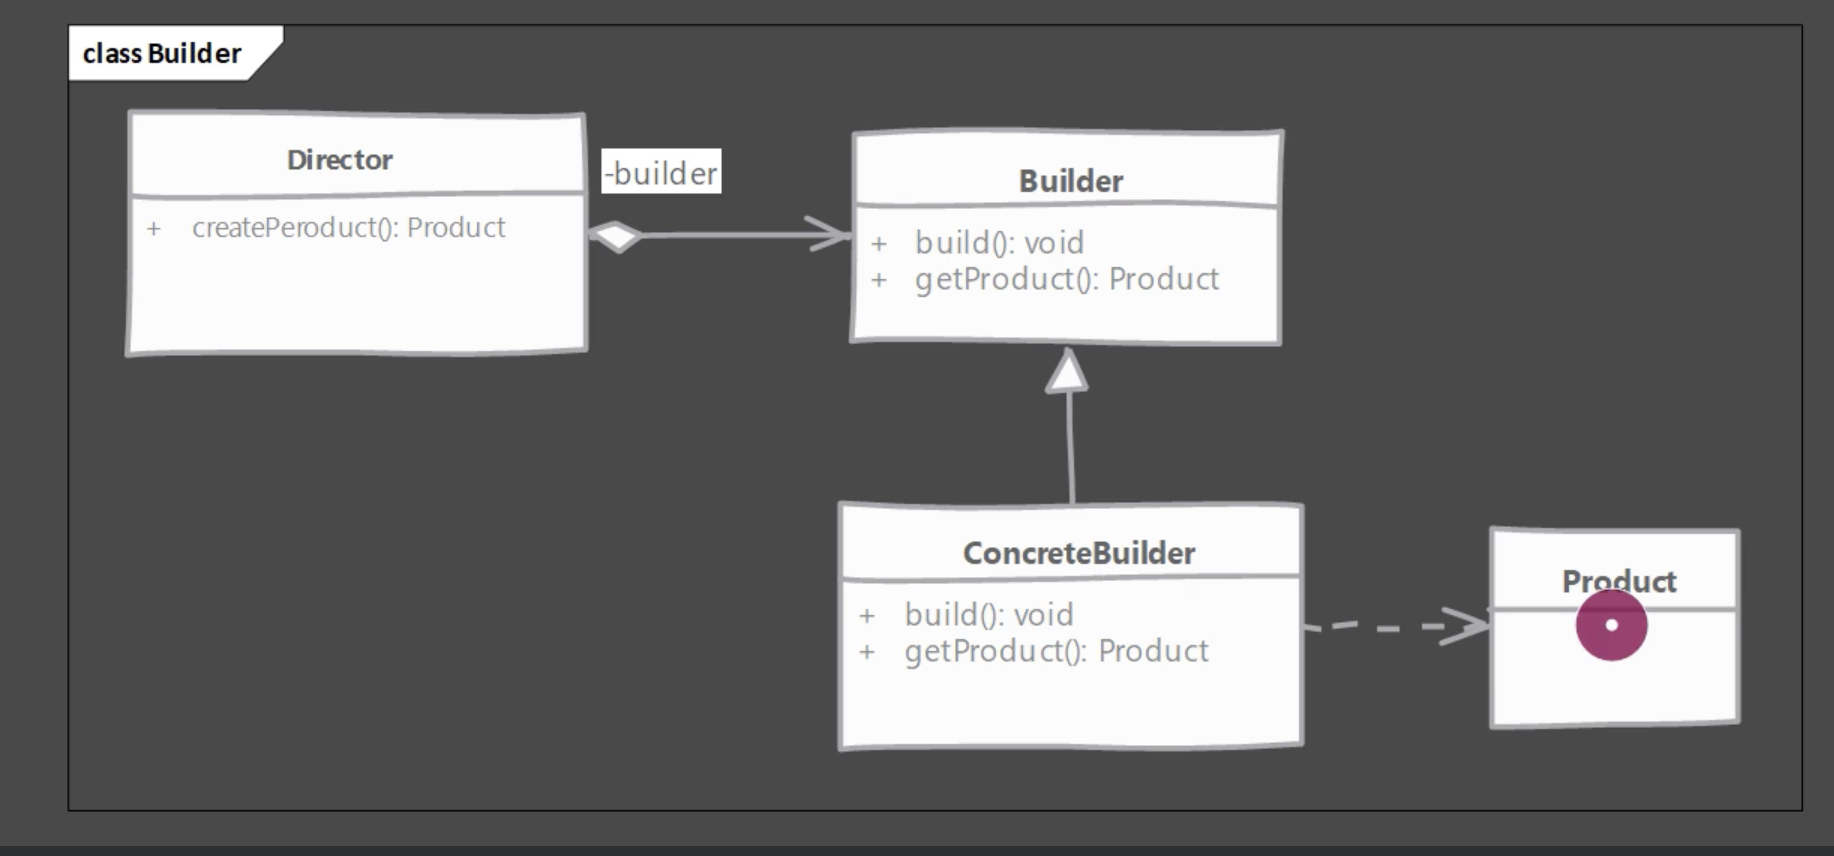 class Builder
Director
-builder
+ createPeroduct(): Product
Builder
+ build(): void
+ getProduct(): Product
ConcreteBuilder
+ build(): void
+ getProduct(): Product
Product